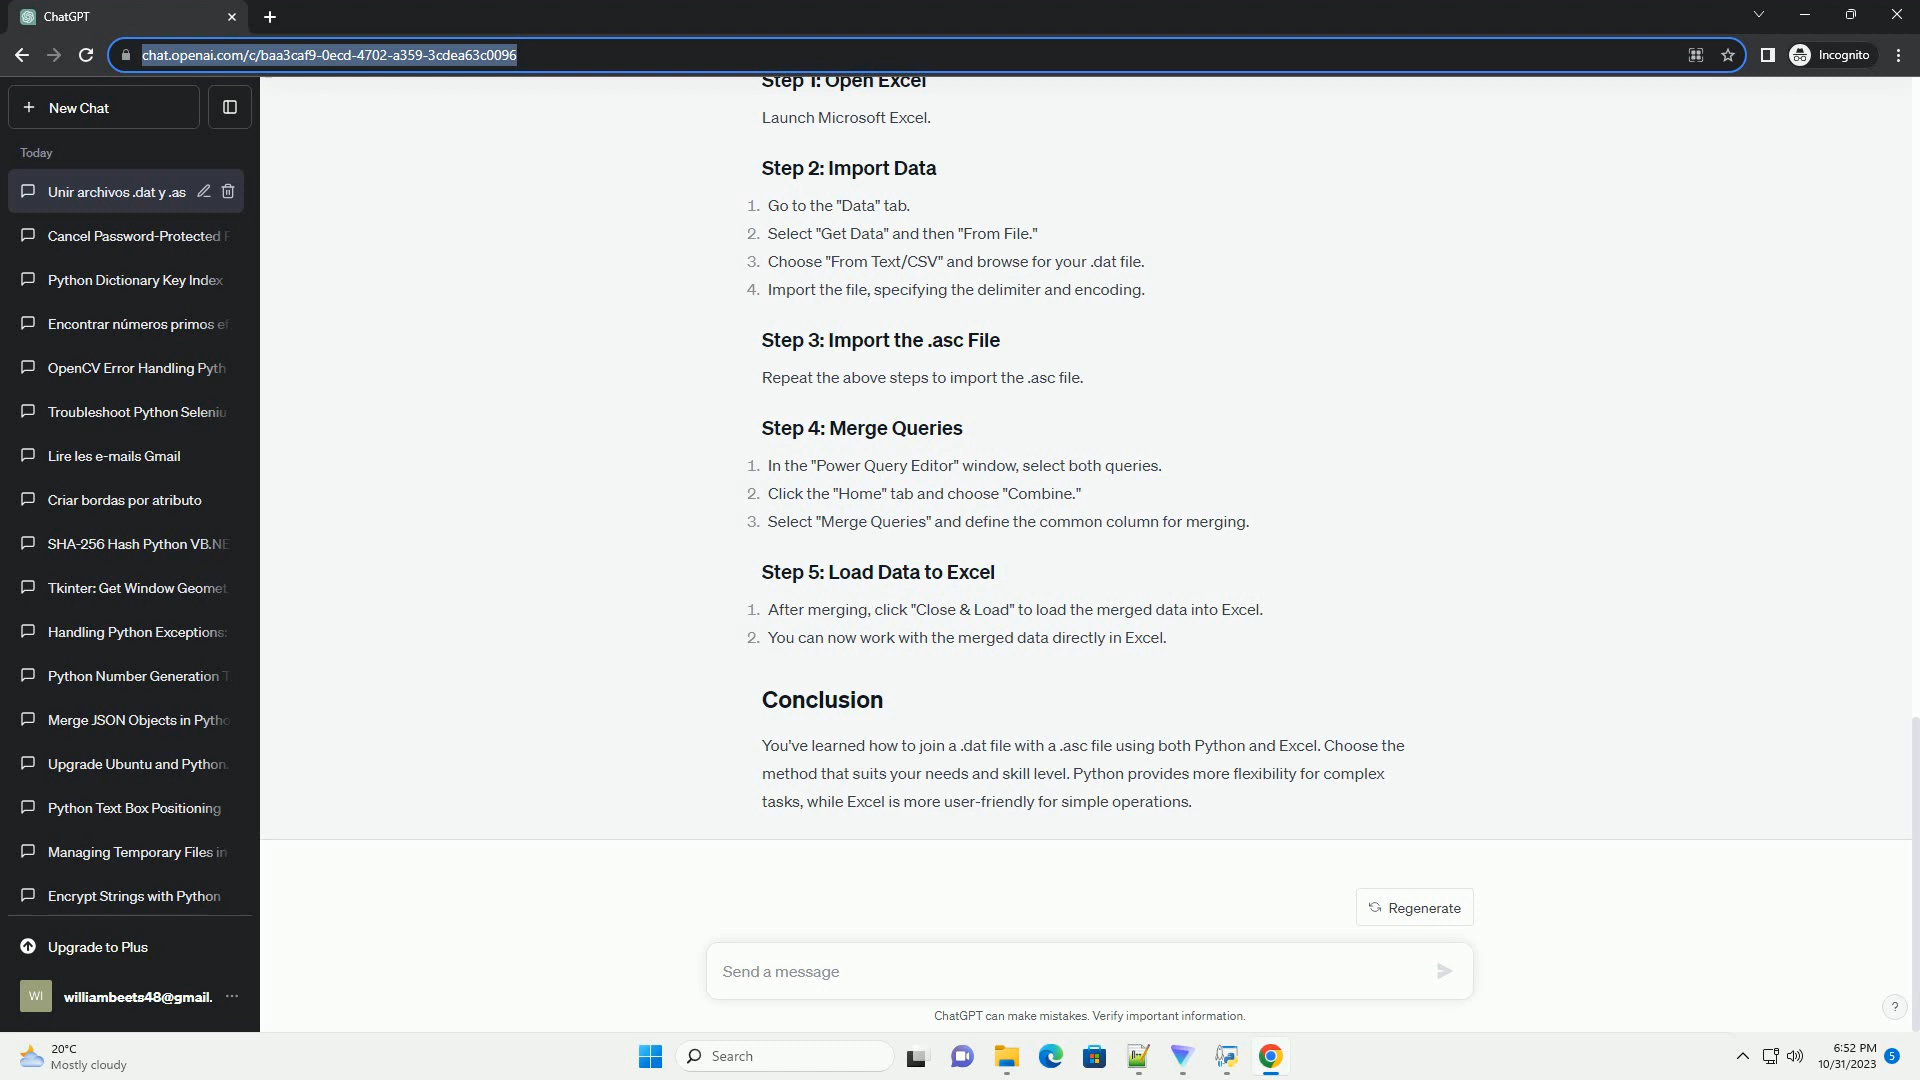 ChatGPT
chat.openai.com/c/baa3caf9-0ecd-4702-a359-3cdea63c0096
Incognito
New Chat
Today
Unir archivos .dat y .as
Cancel Password-Protected
Python Dictionary Key Index
Encontrar números primos ef
OpenCV Error Handling Pyth
Troubleshoot Python Seleniu
Lire les e-mails Gmail
Criar bordas por atributo
SHA-256 Hash Python VB.NE
Tkinter: Get Window Geomet
Handling Python Exceptions:
Python Number Generation T
Merge JSON Objects in Pytho
Upgrade Ubuntu and Python.
Python Text Box Positioning
Managing Temporary Files in
Encrypt Strings with Python
Upgrade to Plus
WI
williambeets48@gmail.
Step 1: Open Excel
Launch Microsoft Excel.
Step 2: Import Data
1. Go to the "Data" tab.
2. Select "Get Data" and then "From File."
3. Choose "From Text/CSV" and browse for your .dat file.
4. Import the file, specifying the delimiter and encoding.
Step 3: Import the .asc File
Repeat the above steps to import the .asc file.
Step 4: Merge Queries
1. In the "Power Query Editor" window, select both queries.
2. Click the "Home" tab and choose "Combine."
3. Select "Merge Queries" and define the common column for merging.
Step 5: Load Data to Excel
1. After merging, click "Close & Load" to load the merged data into Excel.
2. You can now work with the merged data directly in Excel.
Conclusion
You've learned how to join a .dat file with a .asc file using both Python and Excel. Choose the
method that suits your needs and skill level. Python provides more flexibility for complex
tasks, while Excel is more user-friendly for simple operations.
Regenerate
Send a message
ChatGPT can make mistakes. Verify important information.
?
20°C
Mostly cloudy
Search
6:52 PM
10/31/2023
5